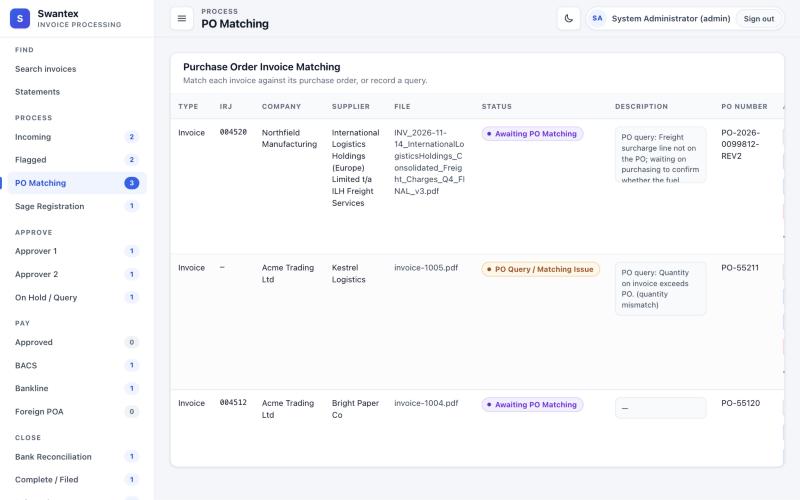 S
Swantex
INVOICE PROCESSING
FIND
Search invoices
Statements
PROCESS
Incoming 2
Flagged 2
PO Matching 3
Sage Registration 1
APPROVE
Approver 1 1
Approver 2 1
On Hold / Query 1
PAY
Approved 0
BACS 1
Bankline 1
Foreign POA 0
CLOSE
Bank Reconciliation 1
Complete / Filed 1
PROCESS
PO Matching
SA System Administrator (admin) Sign out
Purchase Order Invoice Matching
Match each invoice against its purchase order, or record a query.
TYPE IRJ COMPANY SUPPLIER FILE STATUS DESCRIPTION PO NUMBER
Invoice 004520
Northfield
Manufacturing
International
Logistics
Holdings
(Europe)
Limited t/a
ILH Freight
Services
INV_2026-11-
14_InternationalLo
gisticsHoldings_C
onsolidated_Freig
ht_Charges_Q4_FI
NAL_v3.pdf
Awaiting PO Matching
PO query: Freight
surcharge line not on
the PO; waiting on
purchasing to confirm
whether the fuel
PO-2026-
0099812-
REV2
Invoice –
Acme Trading
Ltd
Kestrel
Logistics
invoice-1005.pdf
PO Query / Matching Issue
PO query: Quantity
on invoice exceeds
PO. (quantity
mismatch)
PO-55211
Invoice 004512
Acme Trading
Ltd
Bright Paper
Co
invoice-1004.pdf
Awaiting PO Matching
—
PO-55120